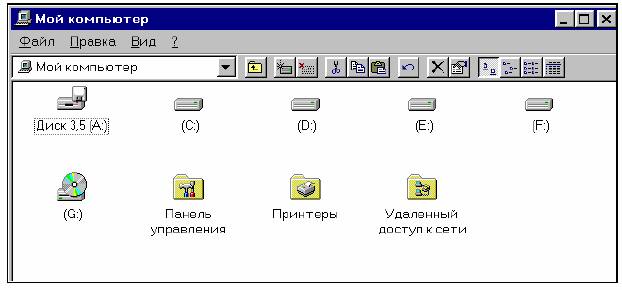 Мой компьютер
Файл Правка Вид ?
Мой компьютер
Диск 3,5 (A:) (C:) (D:) (E:) (F:)
(G:) Панель управления Принтеры Удаленный доступ к сети